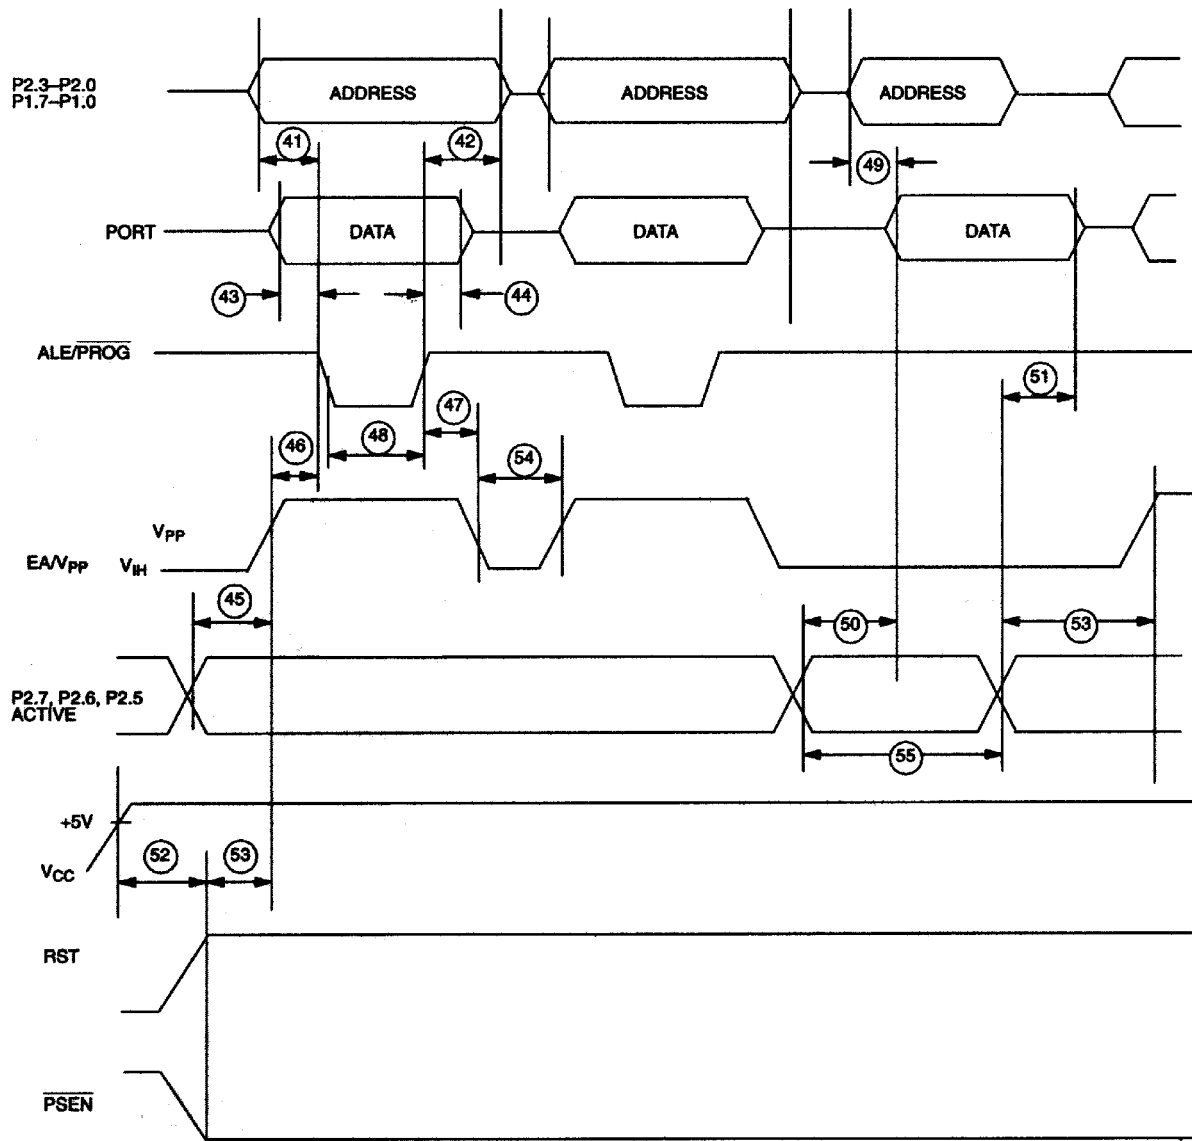 P2.3–P2.0
P1.7–P1.0
ADDRESS
ADDRESS
ADDRESS
41
42
49
PORT
DATA
DATA
DATA
43
44
ALE/PROG
51
47
46
48
54
VPP
EA/VPP
VIH
45
50
53
P2.7, P2.6, P2.5
ACTIVE
55
+5V
VCC
52
53
RST
PSEN